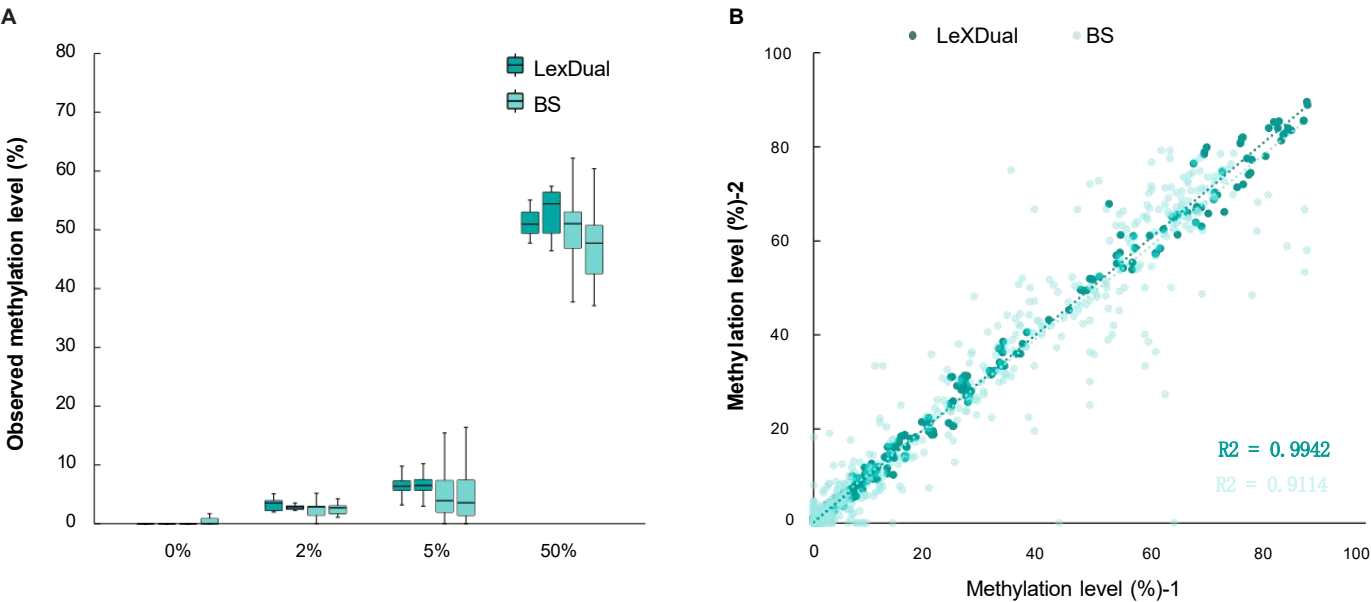 A
Observed methylation level (%)
80
70
60
50
40
30
20
10
0
0% 2% 5% 50%
LexDual
BS
B
LeXDual BS
Methylation level (%)-2
100
80
60
40
20
0
R2 = 0.9942
R2 = 0.9114
0 20 40 60 80 100
Methylation level (%)-1